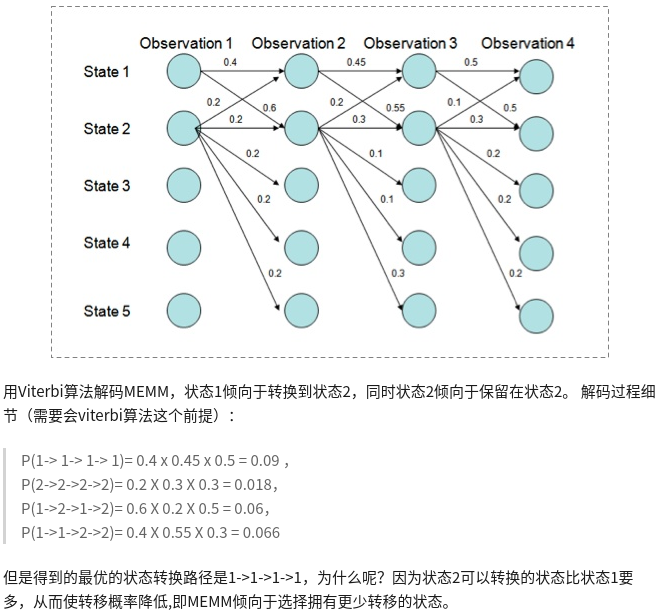 Observation 1 Observation 2 Observation 3 Observation 4
State 1 0.4 0.45 0.5
0.2 0.6 0.2 0.55 0.1 0.5
State 2 0.2 0.3 0.3
0.2 0.1 0.2
State 3
0.2 0.1 0.2
State 4
0.2 0.3 0.2
State 5
用Viterbi算法解码MEMM，状态1倾向于转换到状态2，同时状态2倾向于保留在状态2。 解码过程细
节（需要会viterbi算法这个前提）：
P(1-> 1-> 1-> 1)= 0.4 x 0.45 x 0.5 = 0.09 ，
P(2->2->2->2)= 0.2 X 0.3 X 0.3 = 0.018，
P(1->2->1->2)= 0.6 X 0.2 X 0.5 = 0.06，
P(1->1->2->2)= 0.4 X 0.55 X 0.3 = 0.066
但是得到的最优的状态转换路径是1->1->1->1，为什么呢？因为状态2可以转换的状态比状态1要
多，从而使转移概率降低,即MEMM倾向于选择拥有更少转移的状态。